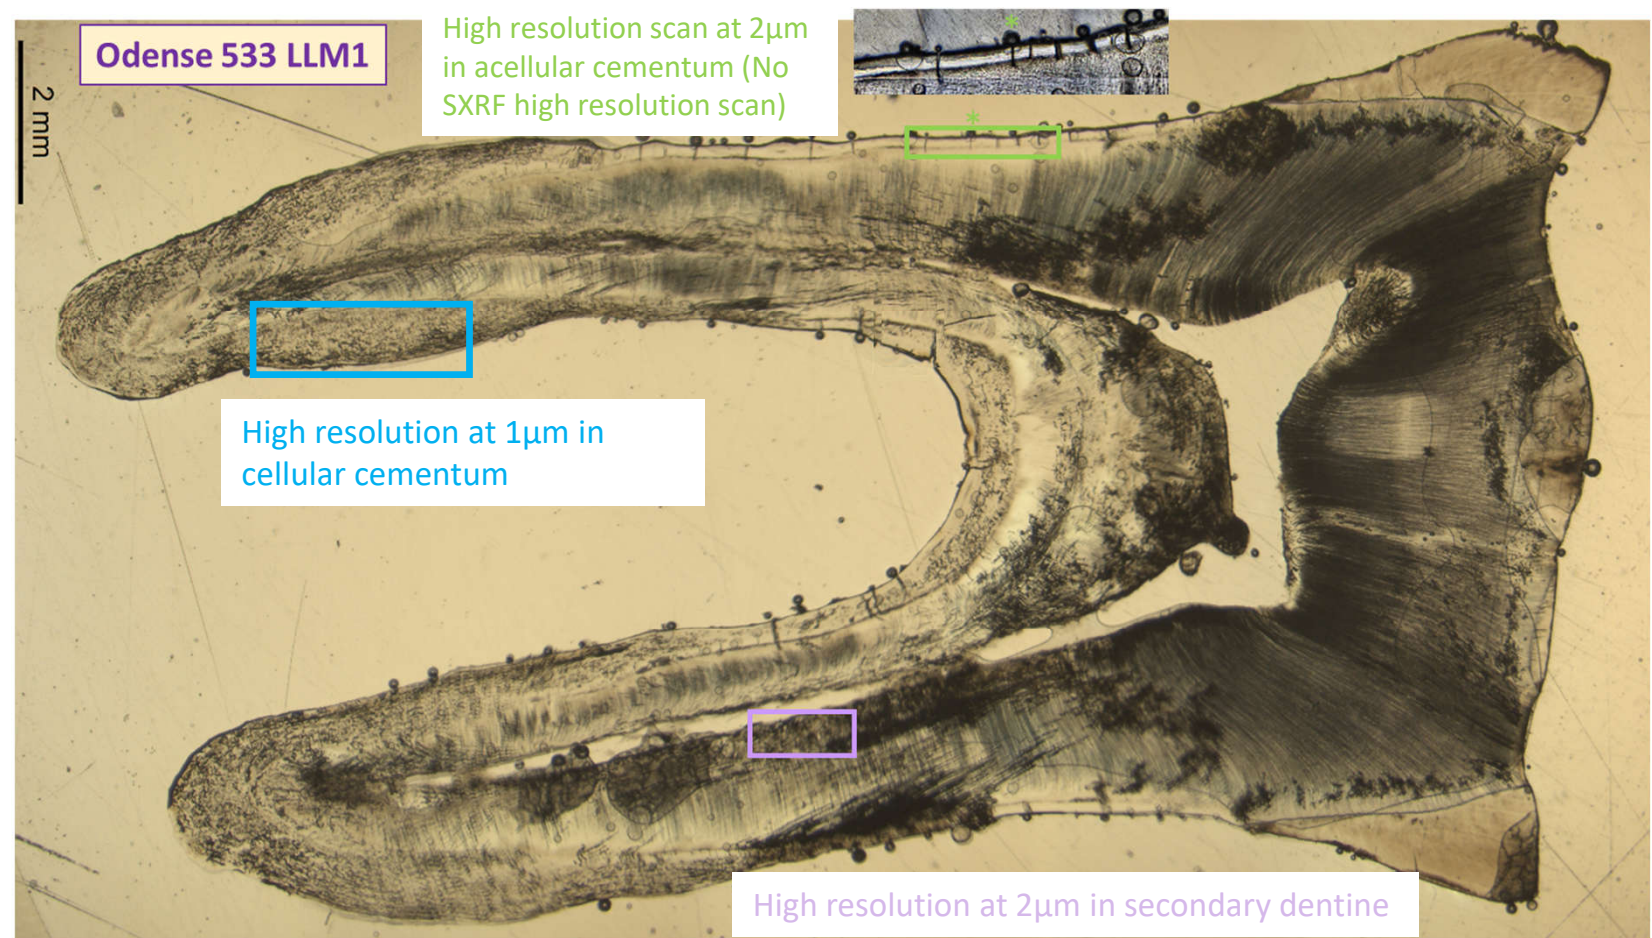 Odense 533 LLM1
2 mm
High resolution scan at 2µm
in acellular cementum (No
SXRF high resolution scan)
*
*
High resolution at 1µm in
cellular cementum
High resolution at 2µm in secondary dentine